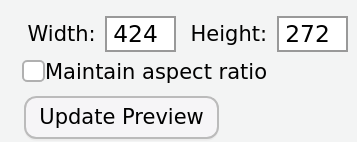 Width: 424 Height: 272
Maintain aspect ratio
Update Preview